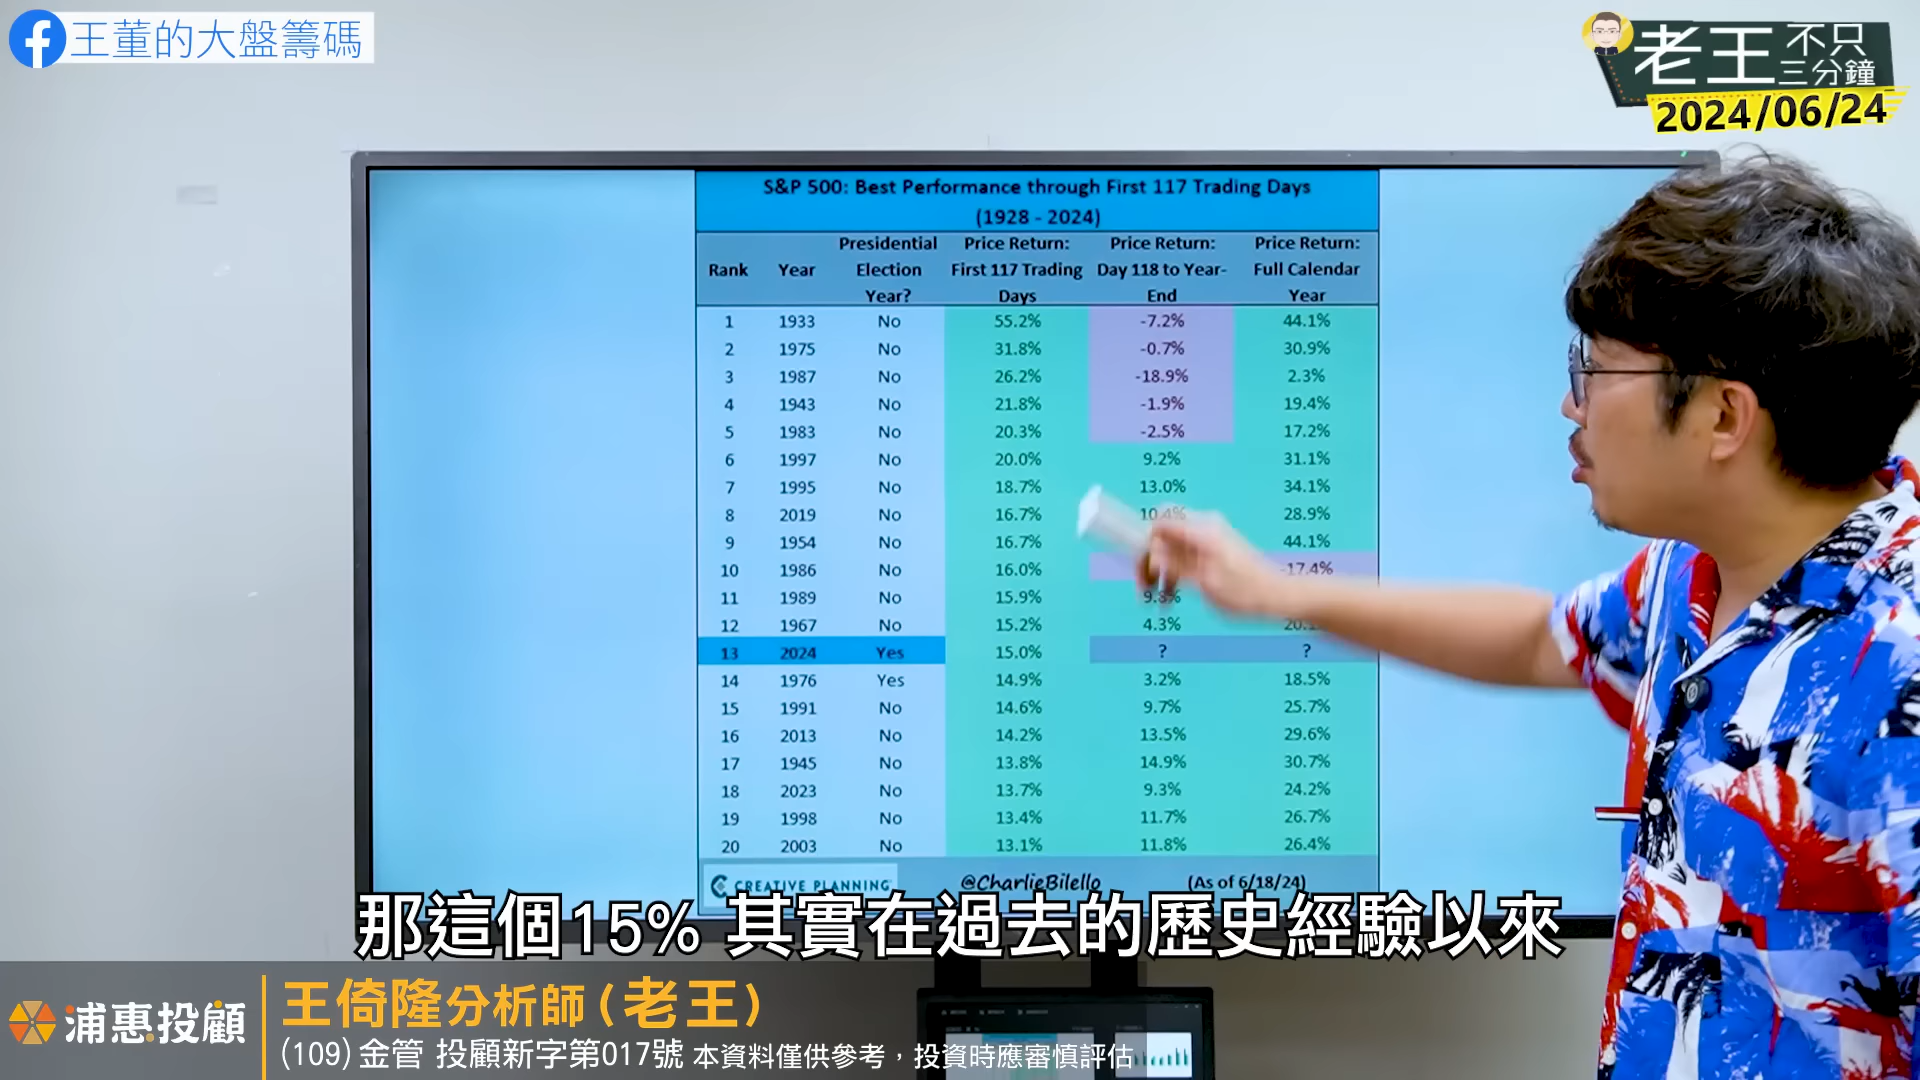 王董的大盤籌碼
老王 不只三分鐘
2024/06/24
S&P 500: Best Performance through First 117 Trading Days
(1928 - 2024)
Rank Year Presidential Election Year? Price Return: First 117 Trading Days Price Return: Day 118 to Year-End Price Return: Full Calendar Year
1 1933 No 55.2% -7.2% 44.1%
2 1975 No 31.8% -0.7% 30.9%
3 1987 No 26.2% -18.9% 2.3%
4 1943 No 21.8% -1.9% 19.4%
5 1983 No 20.3% -2.5% 17.2%
6 1997 No 20.0% 9.2% 31.1%
7 1995 No 18.7% 13.0% 34.1%
8 2019 No 16.7% 10.4% 28.9%
9 1954 No 16.7% 44.1%
10 1986 No 16.0% -17.4%
11 1989 No 15.9% 9.8%
12 1967 No 15.2% 4.3%
13 2024 Yes 15.0% ? ?
14 1976 Yes 14.9% 3.2% 18.5%
15 1991 No 14.6% 9.7% 25.7%
16 2013 No 14.2% 13.5% 29.6%
17 1945 No 13.8% 14.9% 30.7%
18 2023 No 13.7% 9.3% 24.2%
19 1998 No 13.4% 11.7% 26.7%
20 2003 No 13.1% 11.8% 26.4%
CREATIVE PLANNING @CharlieBilello (As of 6/18/24)
那這個15% 其實在過去的歷史經驗以來
浦惠投顧
王倚隆分析師(老王)
(109)金管 投顧新字第017號 本資料僅供參考,投資時應審慎評估